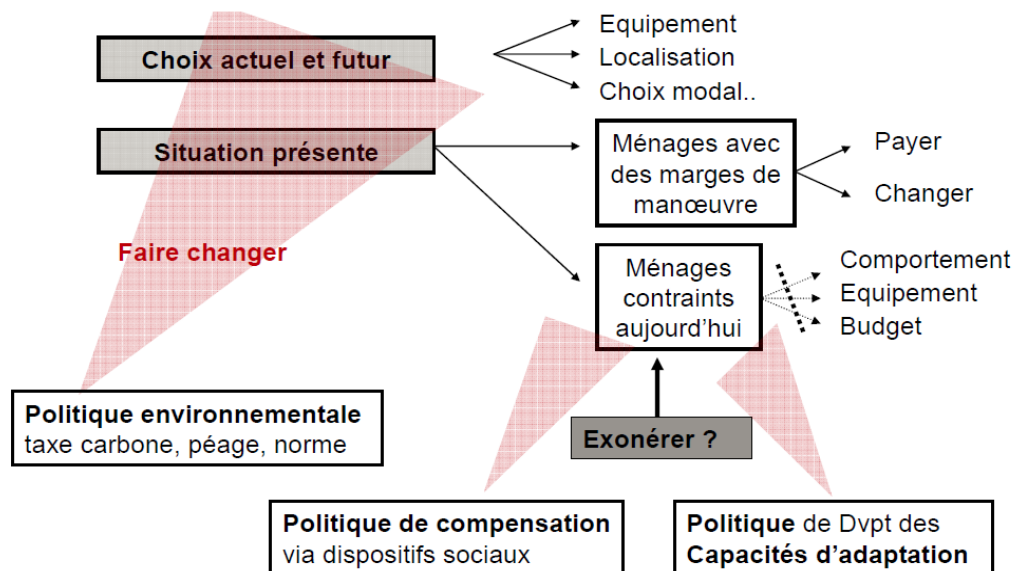 Choix actuel et futur
Equipement
Localisation
Choix modal..
Situation présente
Ménages avec
des marges de
manœuvre
Payer
Changer
Faire changer
Ménages
contraints
aujourd'hui
Comportement
Equipement
Budget
Politique environnementale
taxe carbone, péage, norme
Exonérer ?
Politique de compensation
via dispositifs sociaux
Politique de Dvpt des
Capacités d'adaptation